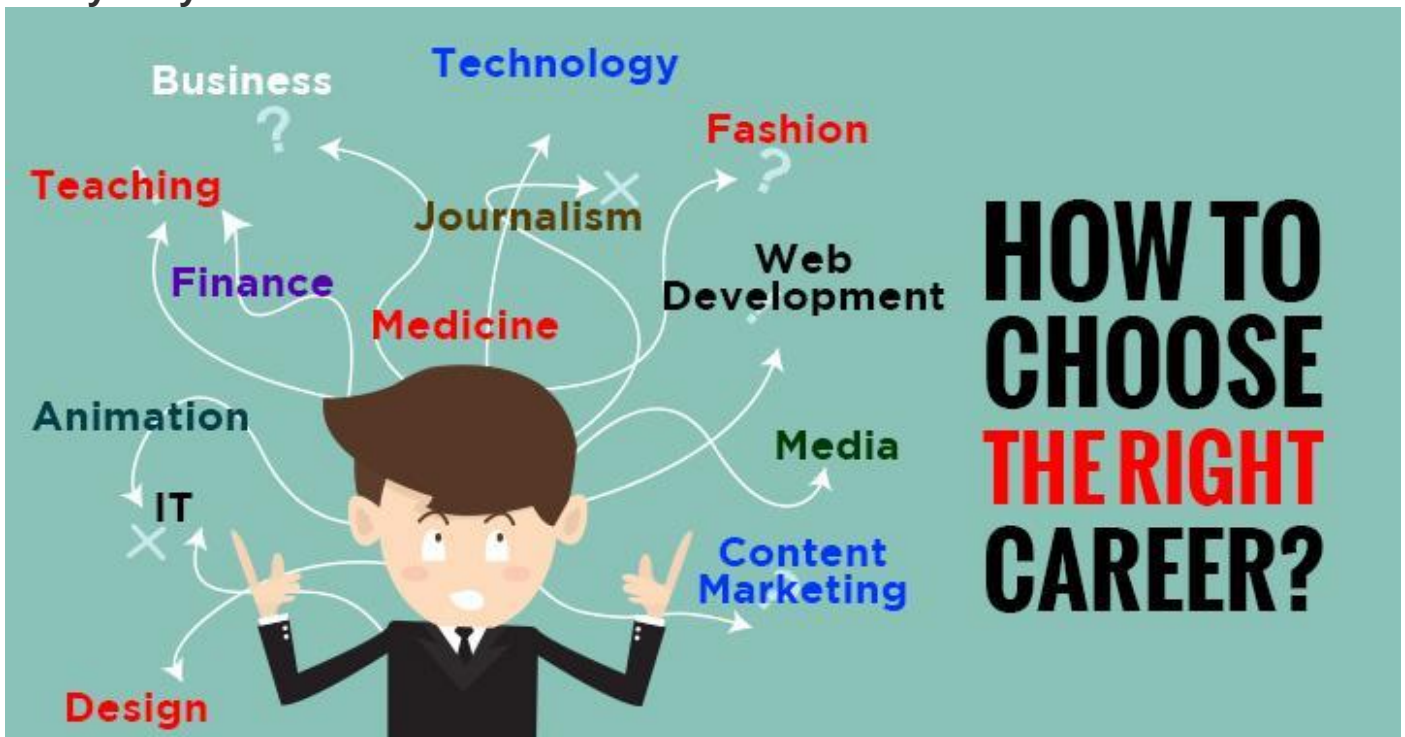 Business
Technology
Fashion
Teaching
Journalism
Web
Development
Finance
Medicine
Animation
Media
IT
Content
Marketing
Design
HOW TO
CHOOSE
THE RIGHT
CAREER?